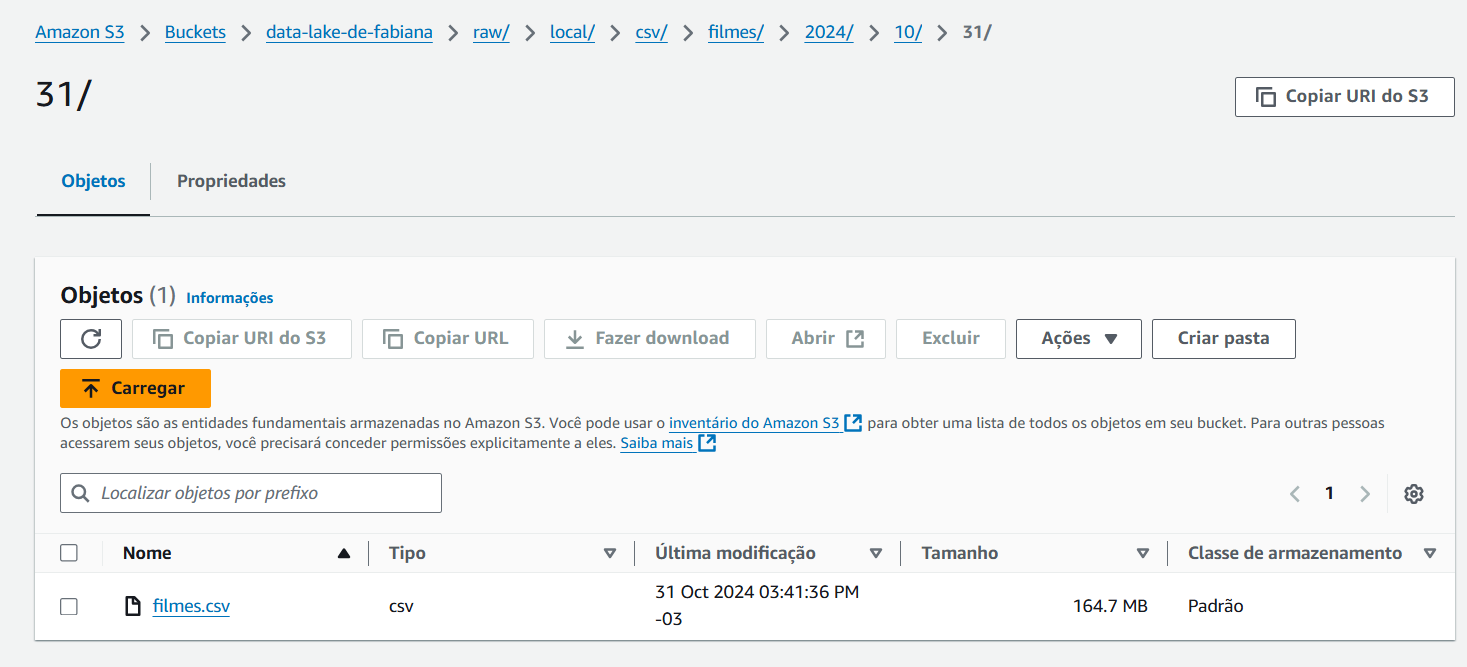 Amazon S3 > Buckets > data-lake-de-fabiana > raw/ > local/ > csv/ > filmes/ > 2024/ > 10/ > 31/
31/
Copiar URI do S3
Objetos
Propriedades
Objetos (1) Informações
Copiar URI do S3
Copiar URL
Fazer download
Abrir
Excluir
Ações
Criar pasta
Carregar
Os objetos são as entidades fundamentais armazenadas no Amazon S3. Você pode usar o inventário do Amazon S3 para obter uma lista de todos os objetos em seu bucket. Para outras pessoas
acessarem seus objetos, você precisará conceder permissões explicitamente a eles. Saiba mais
Localizar objetos por prefixo
1
Nome Tipo Última modificação Tamanho Classe de armazenamento
filmes.csv csv 31 Oct 2024 03:41:36 PM -03 164.7 MB Padrão